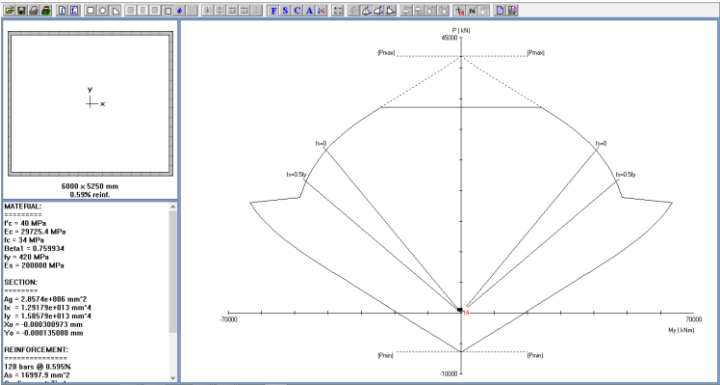 F S C A
y
x
6000 x 5250 mm
0.59% reinf.
MATERIAL:
=========
f'c = 40 MPa
Ec = 29725.4 MPa
fc = 34 MPa
Beta1 = 0.759934
fy = 420 MPa
Es = 200000 MPa
SECTION:
========
Ag = 2.8574e+006 mm^2
Ix = 1.29179e+013 mm^4
Iy = 1.58579e+013 mm^4
Xo = -0.000300973 mm
Yo = -0.000135088 mm
REINFORCEMENT:
==============
128 bars @ 0.595%
As = 16997.9 mm^2
P ( kN)
45000
(Pmax)
(Pmax)
fs=0
fs=0
fs=0.5fy
fs=0.5fy
-70000
70000
My ( kNm)
(Pmin)
(Pmin)
-10000